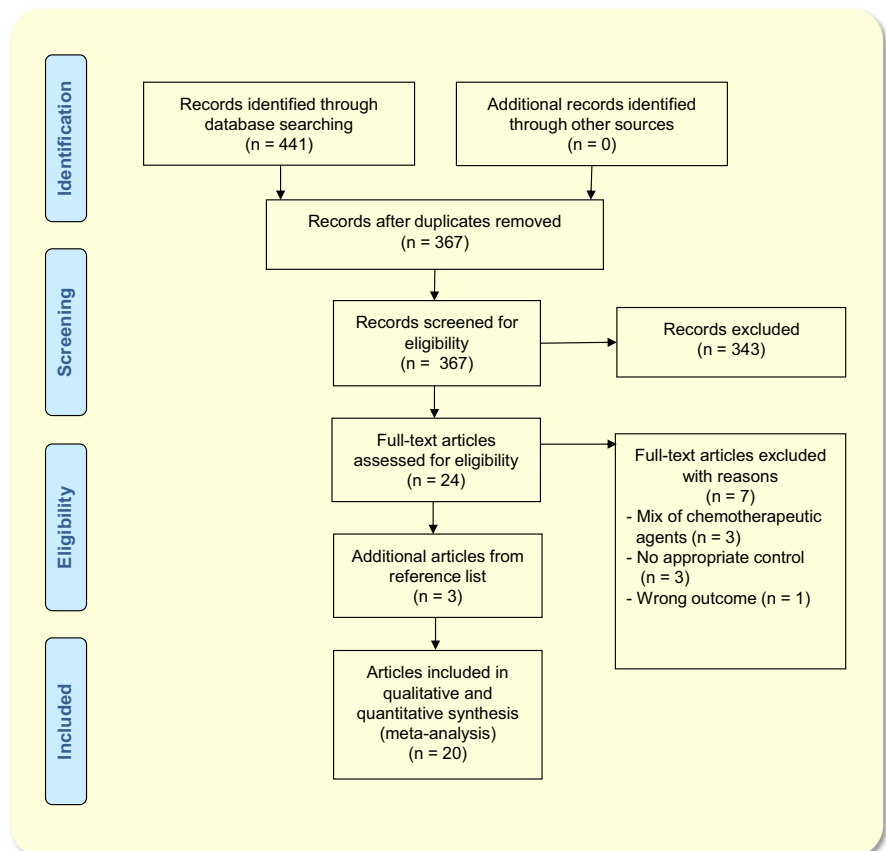 Identification
Records identified through
database searching
(n = 441)
Additional records identified
through other sources
(n = 0)
Records after duplicates removed
(n = 367)
Screening
Records screened for
eligibility
(n = 367)
Records excluded
(n = 343)
Eligibility
Full-text articles
assessed for eligibility
(n = 24)
Full-text articles excluded
with reasons
(n = 7)
- Mix of chemotherapeutic
agents (n = 3)
- No appropriate control
(n = 3)
- Wrong outcome (n = 1)
Additional articles from
reference list
(n = 3)
Included
Articles included in
qualitative and
quantitative synthesis
(meta-analysis)
(n = 20)